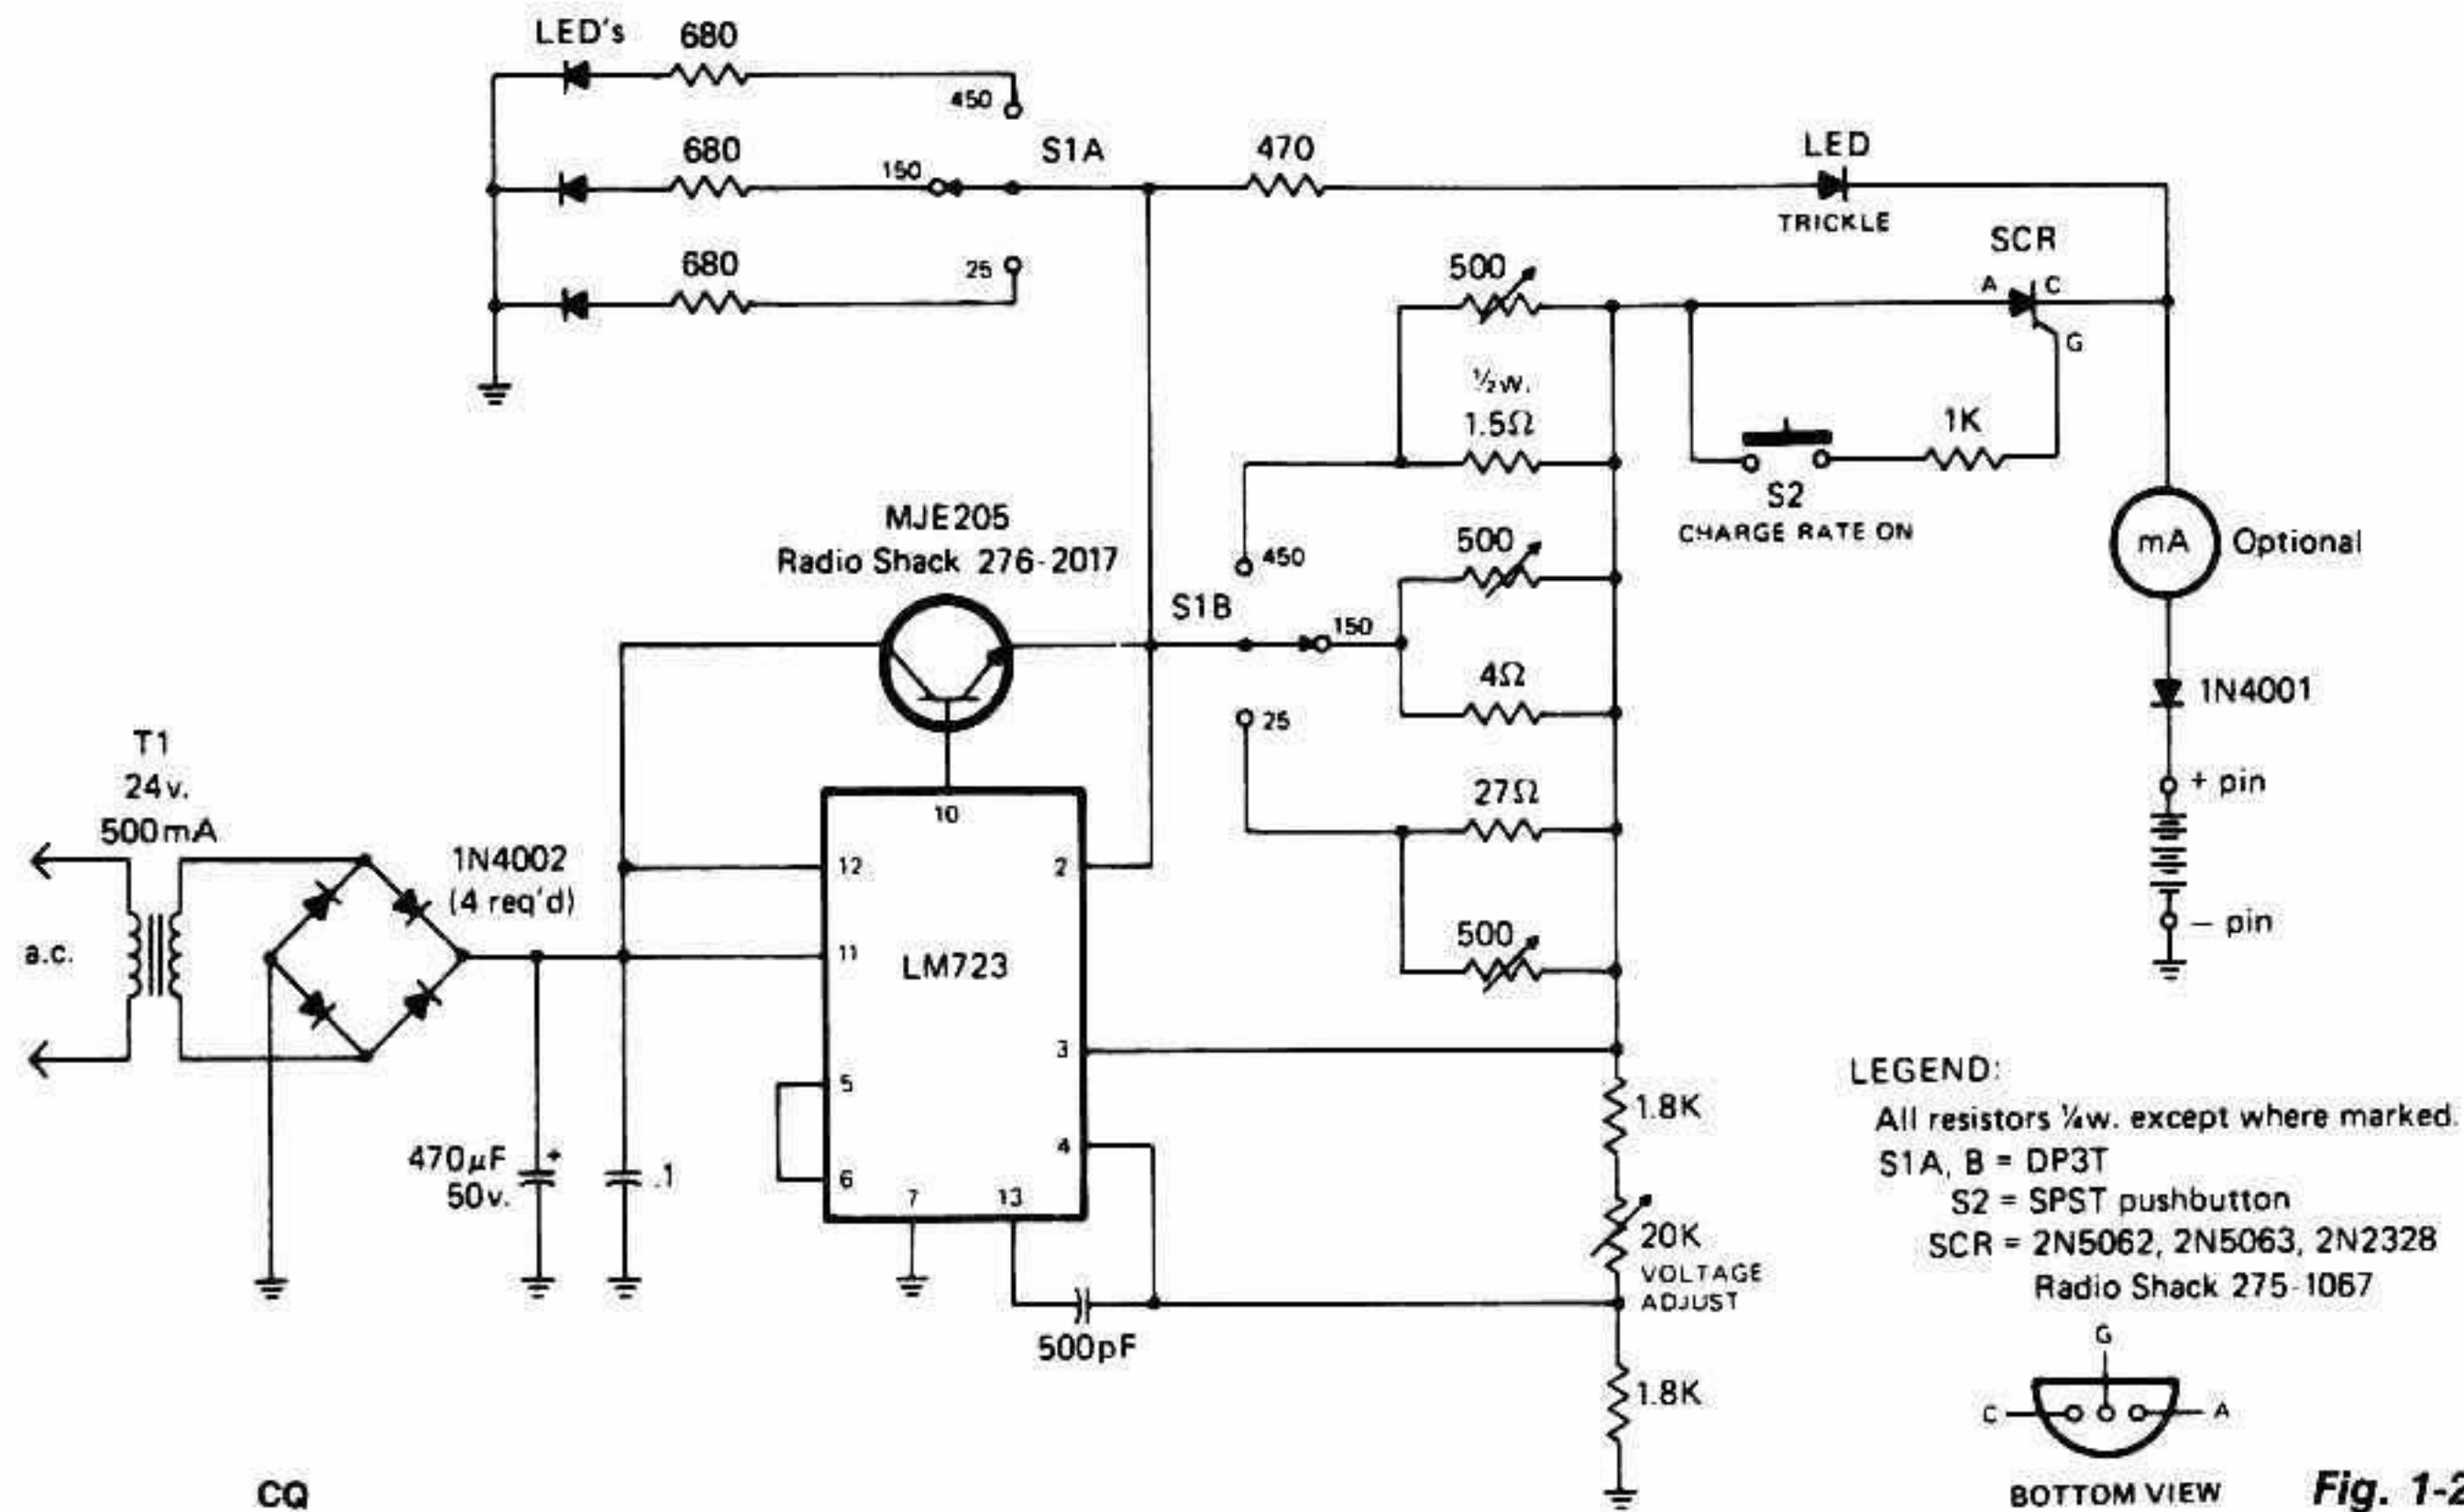 LED's
680
450
680
150
S1A
470
LED
TRICKLE
680
25
500
SCR
A
C
G
½w.
1.5Ω
1K
S2
CHARGE RATE ON
mA
Optional
MJE205
Radio Shack 276-2017
450
500
S1B
150
4Ω
25
1N4001
T1
24v.
500mA
10
27Ω
+ pin
1N4002
(4 req'd)
12
2
a.c.
11
LM723
500
– pin
3
5
LEGEND:
1.8K
All resistors ¼w. except where marked.
4
470µF
50v.
+
.1
6
7
13
S1A, B = DP3T
S2 = SPST pushbutton
20K
VOLTAGE
ADJUST
SCR = 2N5062, 2N5063, 2N2328
Radio Shack 275-1067
500pF
G
1.8K
C
A
CQ
BOTTOM VIEW
Fig. 1-2